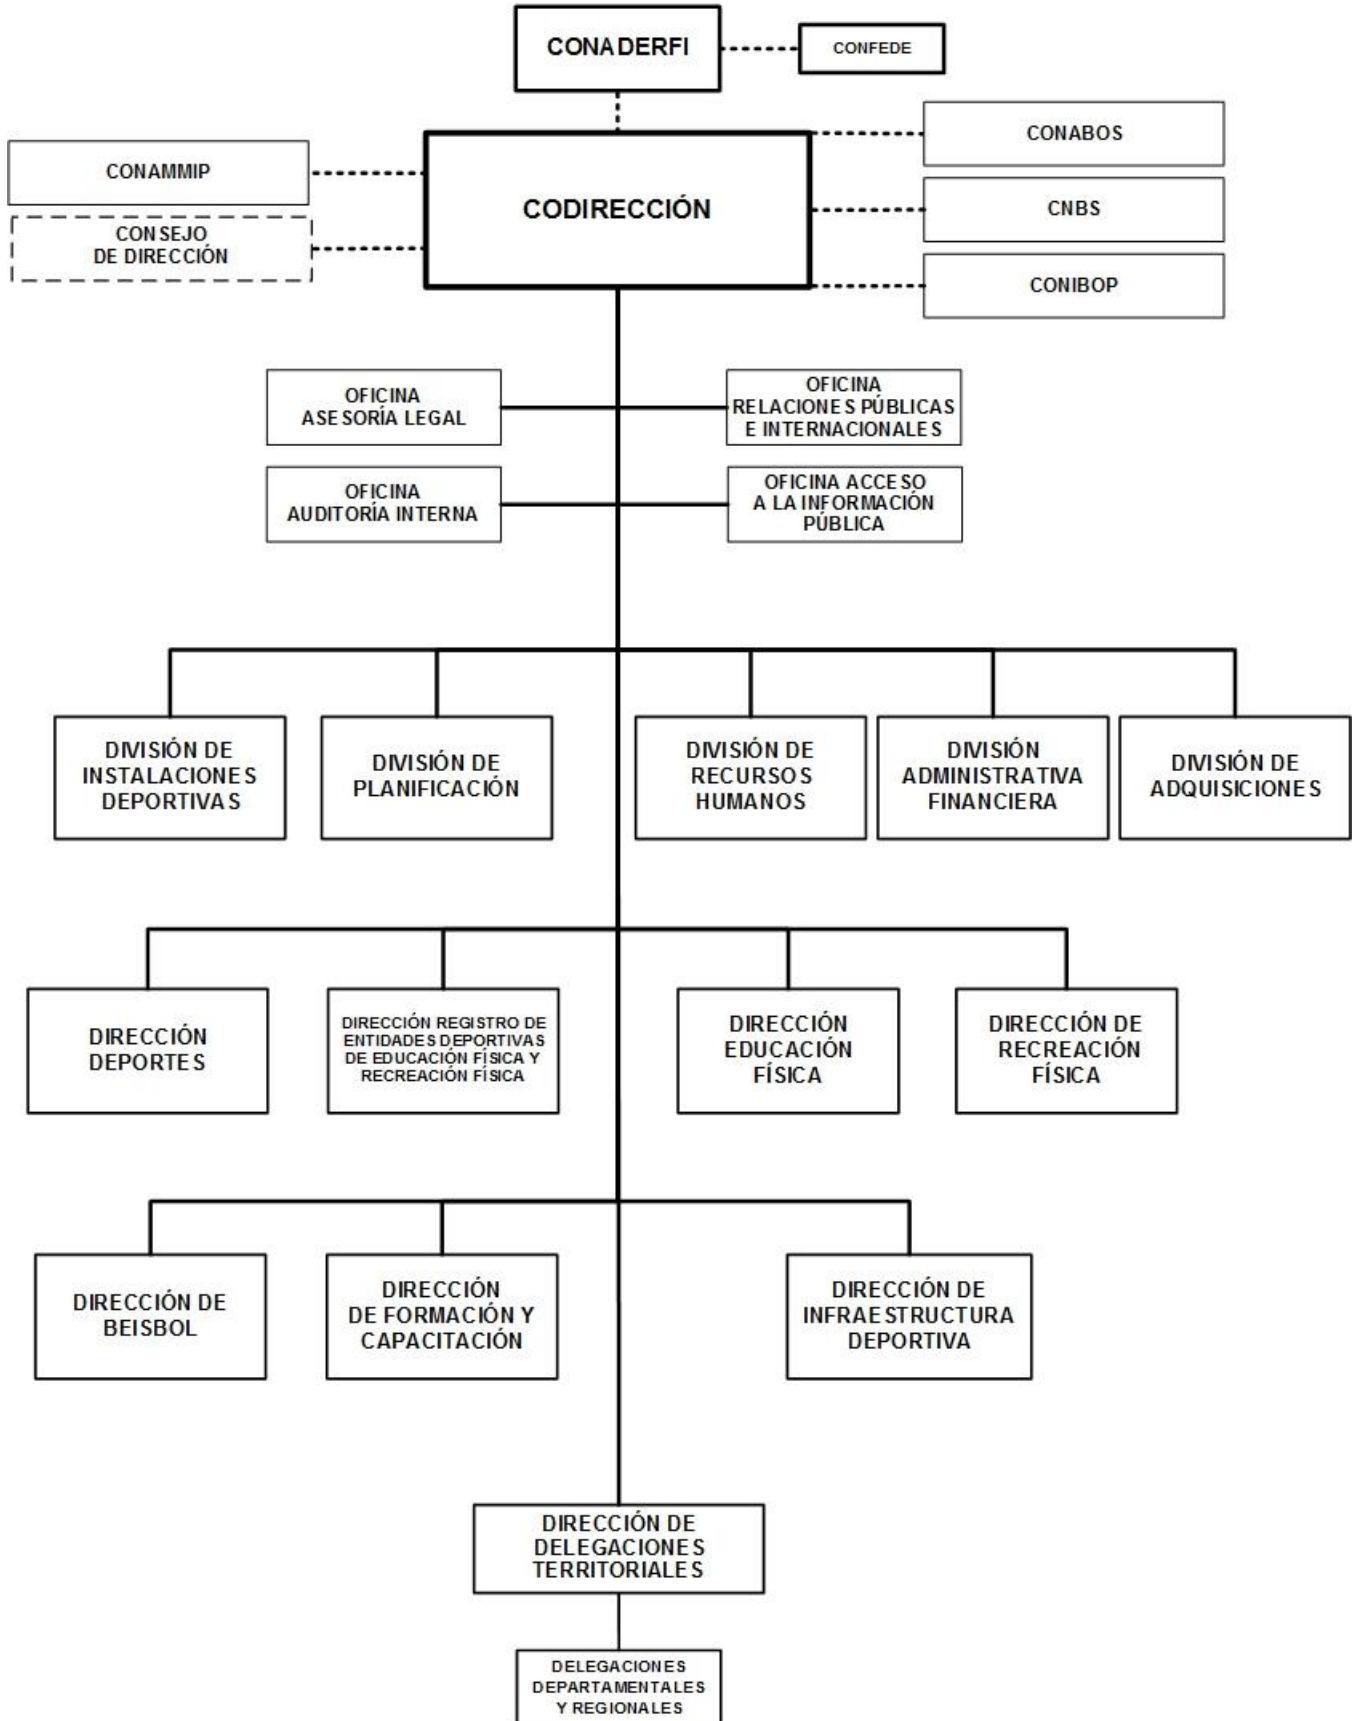 CONADERFI
CONFEDE
CONABOS
CONAMMIP
CODIRECCIÓN
CNBS
CONSEJO
DE DIRECCIÓN
CONIBOP
OFICINA
ASESORÍA LEGAL
OFICINA
RELACIONES PÚBLICAS
E INTERNACIONALES
OFICINA
AUDITORÍA INTERNA
OFICINA ACCESO
A LA INFORMACIÓN
PÚBLICA
DIVISIÓN DE
INSTALACIONES
DEPORTIVAS
DIVISIÓN DE
PLANIFICACIÓN
DIVISIÓN DE
RECURSOS
HUMANOS
DIVISIÓN
ADMINISTRATIVA
FINANCIERA
DIVISIÓN DE
ADQUISICIONES
DIRECCIÓN
DEPORTES
DIRECCIÓN REGISTRO DE
ENTIDADES DEPORTIVAS
DE EDUCACIÓN FÍSICA Y
RECREACIÓN FÍSICA
DIRECCIÓN
EDUCACIÓN
FÍSICA
DIRECCIÓN DE
RECREACIÓN
FÍSICA
DIRECCIÓN DE
BEISBOL
DIRECCIÓN
DE FORMACIÓN Y
CAPACITACIÓN
DIRECCIÓN DE
INFRAESTRUCTURA
DEPORTIVA
DIRECCIÓN DE
DELEGACIONES
TERRITORIALES
DELEGACIONES
DEPARTAMENTALES
Y REGIONALES